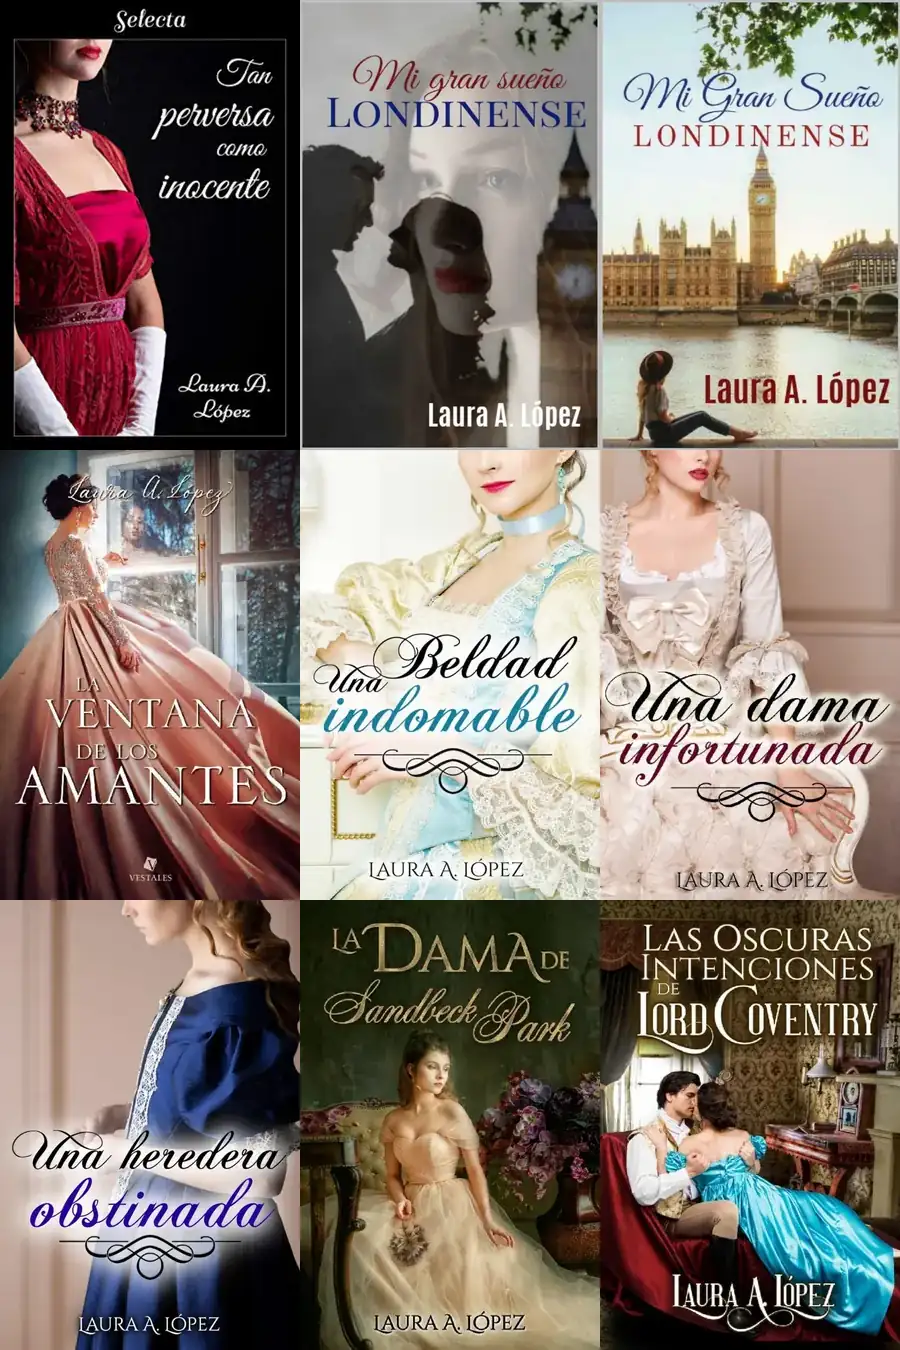 Selecta
Tan
perversa
como
inocente
Laura A.
López
Mi gran sueño
LONDINENSE
Laura A. López
Mi Gran Sueño
LONDINENSE
Laura A. López
Laura A. López
LA
VENTANA
DE LOS
AMANTES
VESTALES
Una Beldad
indomable
LAURA A. LÓPEZ
Una dama
infortunada
LAURA A. LÓPEZ
Una heredera
obstinada
LAURA A. LÓPEZ
LA DAMA DE
Sandbeck Park
LAURA A. LÓPEZ
LAS OSCURAS
INTENCIONES
DE
LORD COVENTRY
LAURA A. LÓPEZ